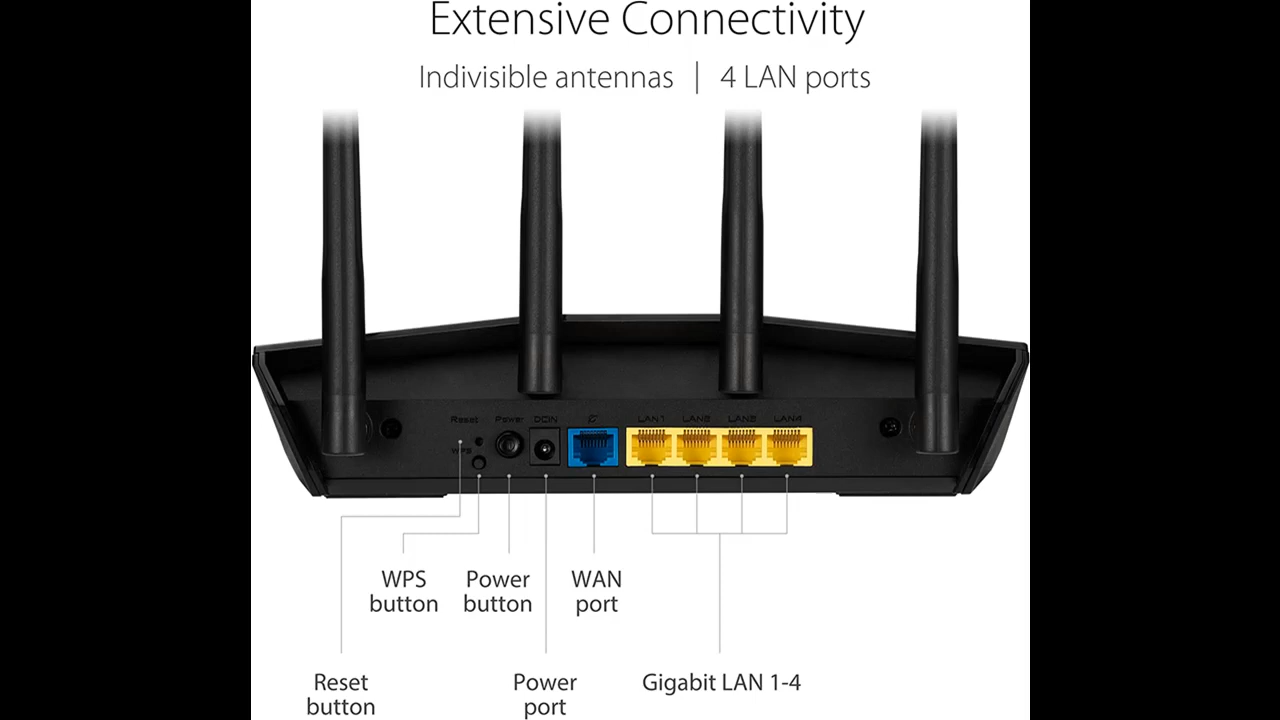 Extensive Connectivity
Indivisible antennas | 4 LAN ports
Reset
Power
DCIN
LAN1
LAN2
LAN3
LAN4
WPS
WPS
button
Power
button
WAN
port
Reset
button
Power
port
Gigabit LAN 1-4